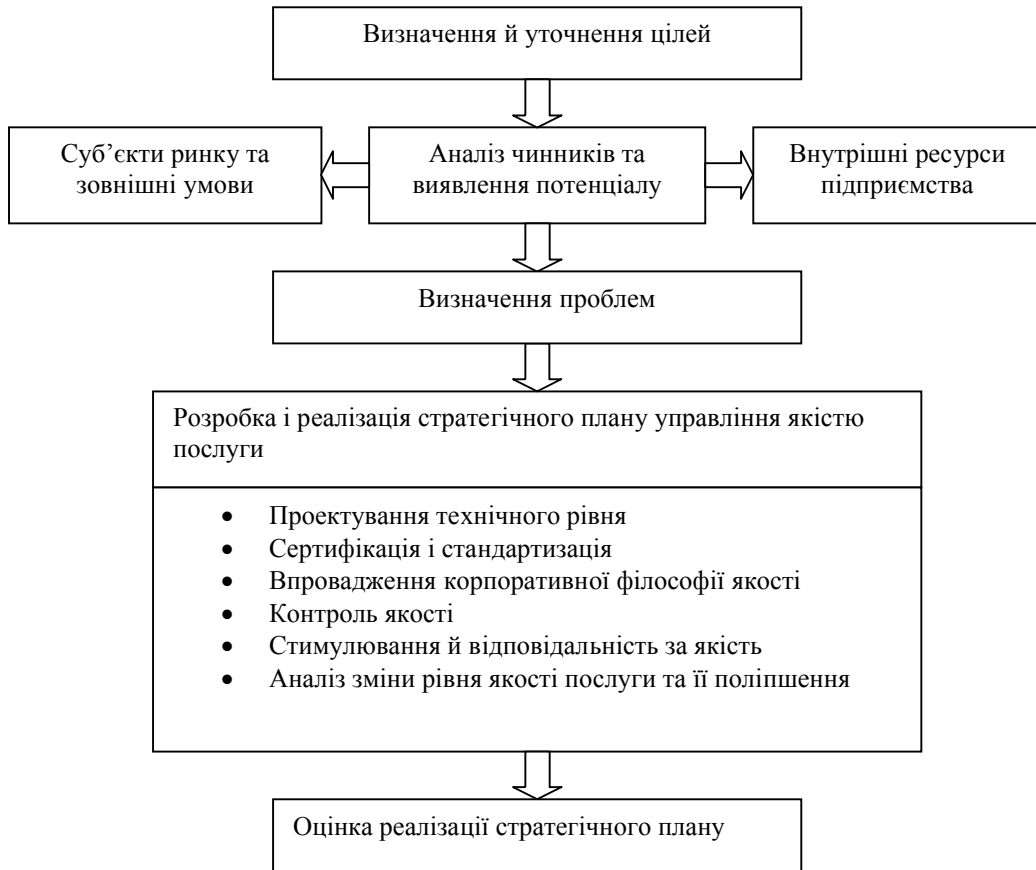 Визначення й уточнення цілей
Суб’єкти ринку та
зовнішні умови
Аналіз чинників та
виявлення потенціалу
Внутрішні ресурси
підприємства
Визначення проблем
Розробка і реалізація стратегічного плану управління якістю
послуги
• Проектування технічного рівня
• Сертифікація і стандартизація
• Впровадження корпоративної філософії якості
• Контроль якості
• Стимулювання й відповідальність за якість
• Аналіз зміни рівня якості послуги та її поліпшення
Оцінка реалізації стратегічного плану